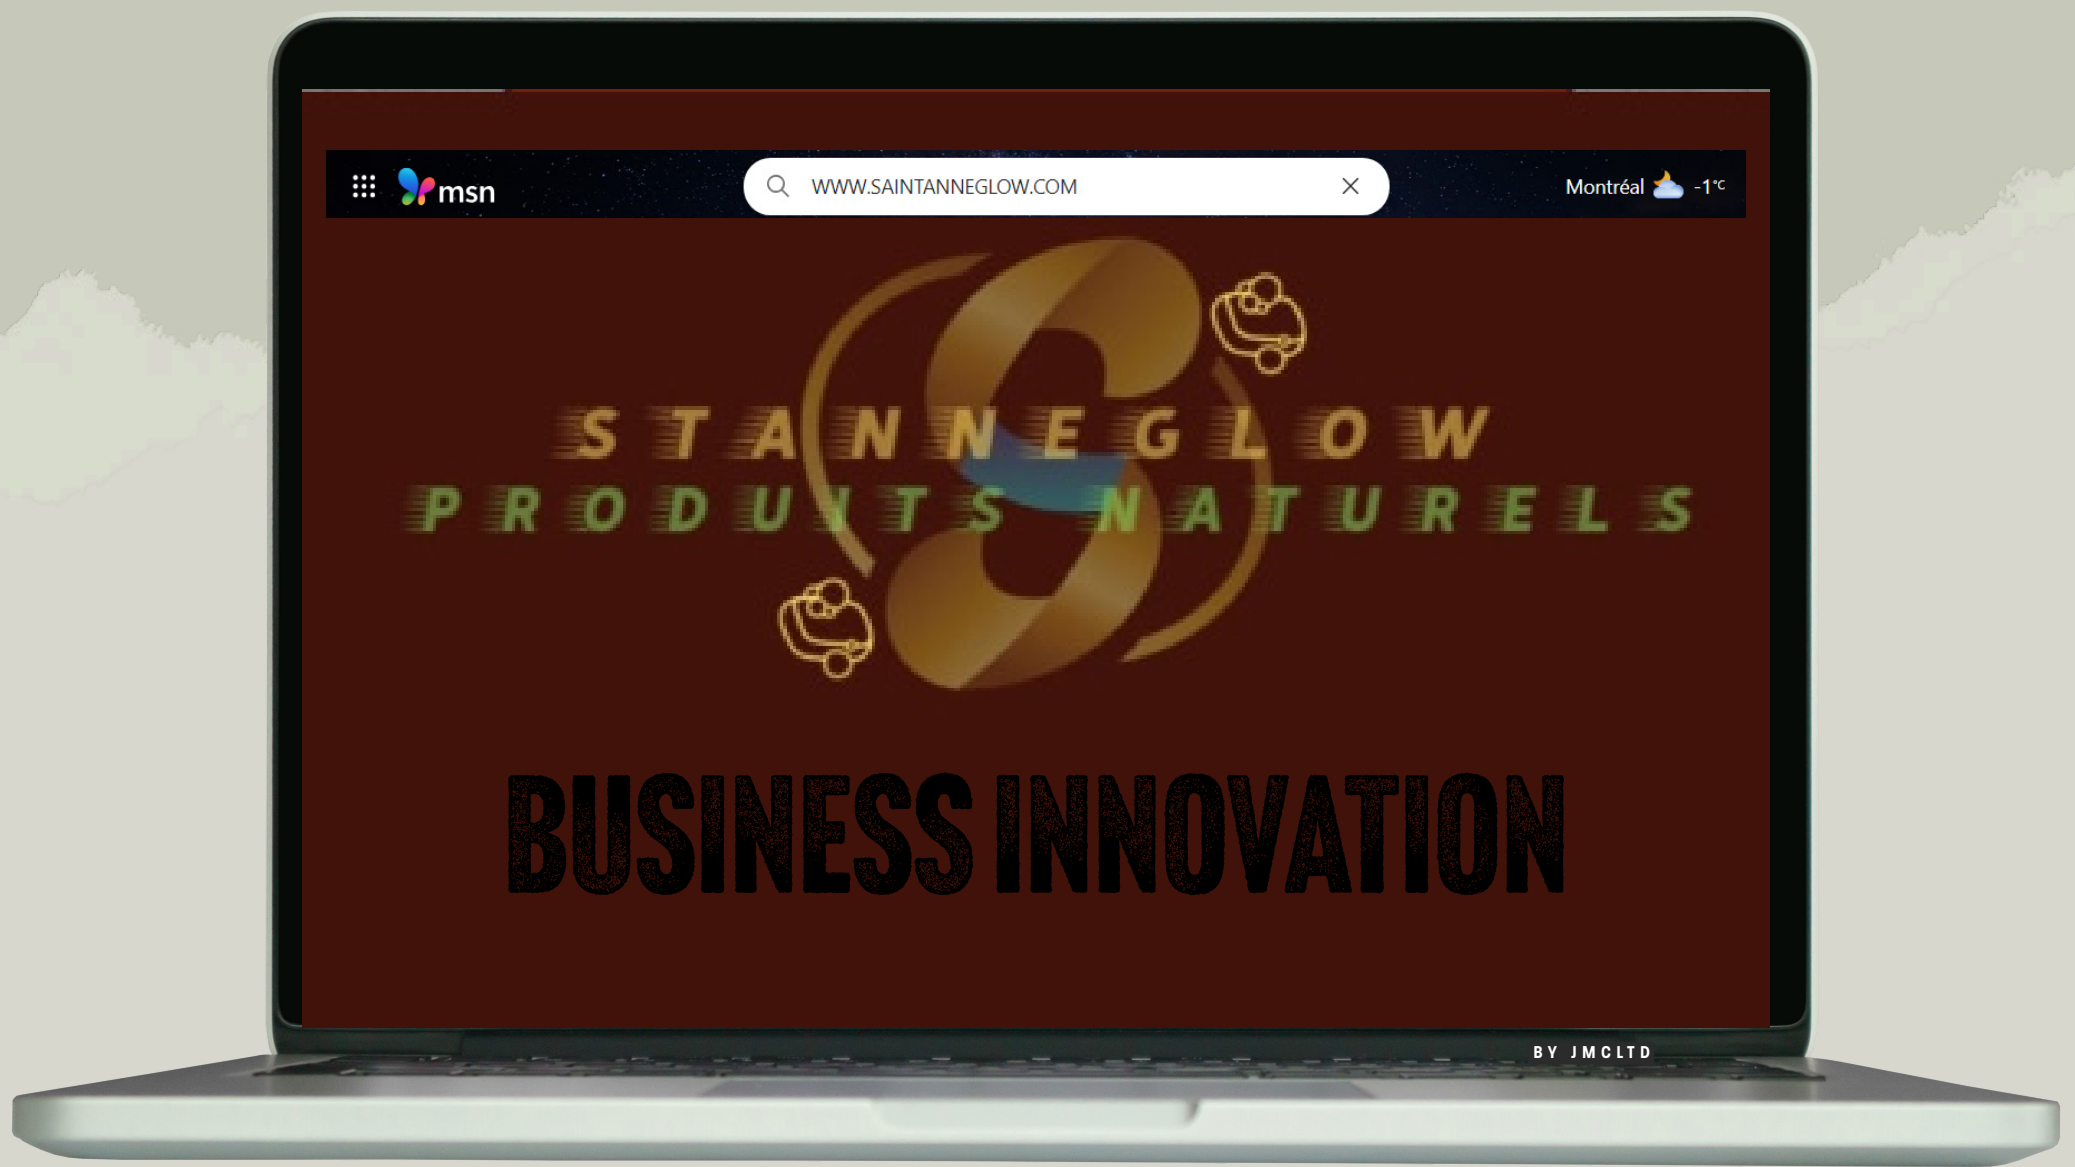 msn
WWW.SAINTANNEGLOW.COM
Montréal -1°C
STANNEGLOW
PRODUITS NATURELS
BUSINESS INNOVATION
BY JMCLTD